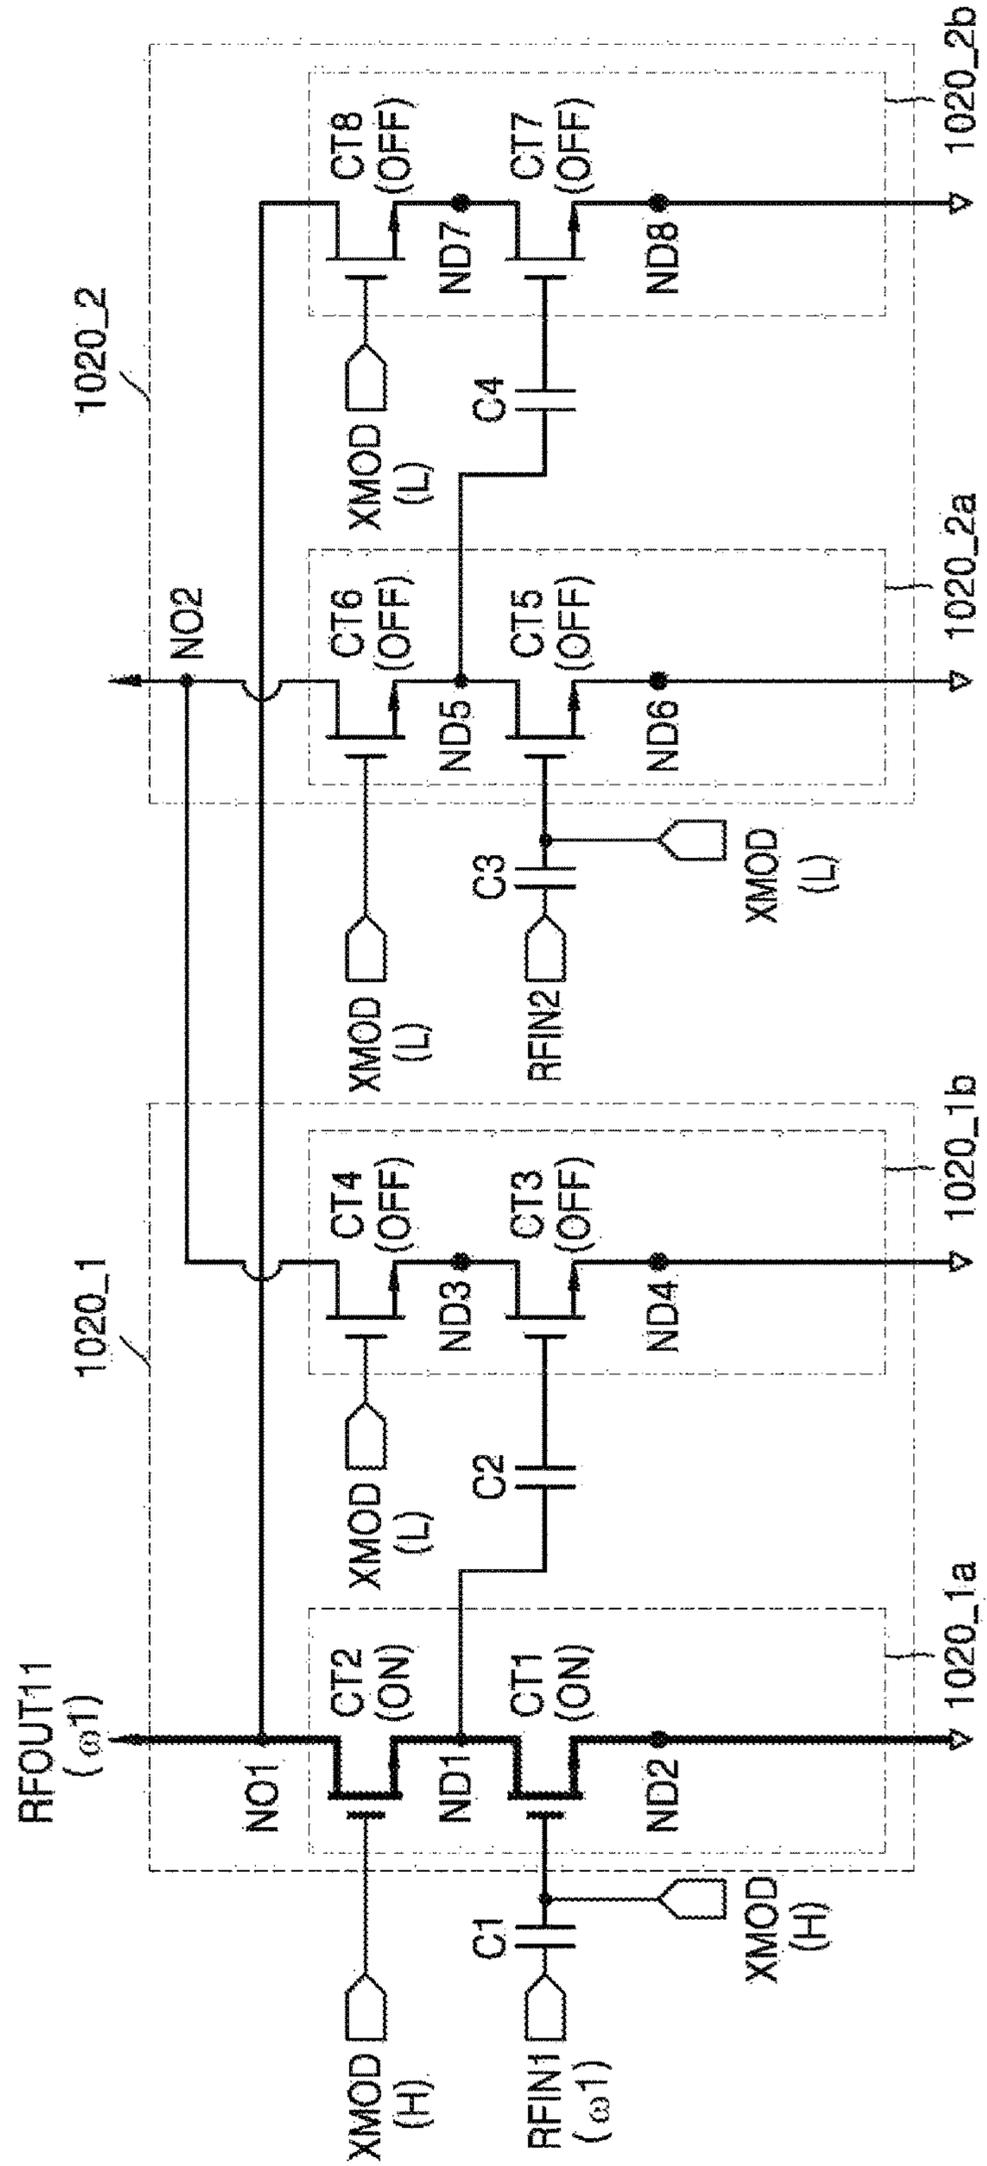 RFOUT11
(ω1)
1020_1
1020_2
NO1
NO2
XMOD
(H)
CT2
(ON)
XMOD
(L)
CT4
(OFF)
XMOD
(L)
CT6
(OFF)
XMOD
(L)
CT8
(OFF)
ND1
ND3
ND5
ND7
RFIN1
(ω1)
C1
CT1
(ON)
C2
CT3
(OFF)
RFIN2
C3
CT5
(OFF)
C4
CT7
(OFF)
ND2
ND4
ND6
ND8
XMOD
(H)
XMOD
(L)
1020_1a
1020_1b
1020_2a
1020_2b